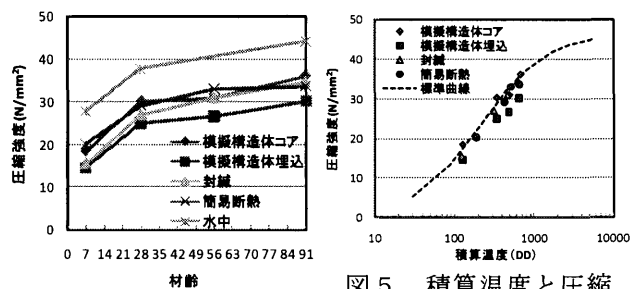 圧縮強度(N/mm²)
50
40
30
20
10
0
模擬構造体コア
模擬構造体埋込
封緘
簡易断熱
水中
0 7 14 21 28 35 42 49 56 63 70 77 84 91
材齢
圧縮強度(N/mm²)
50
40
30
20
10
0
模擬構造体コア
模擬構造体埋込
封緘
簡易断熱
標準曲線
10 100 1000 10000
積算温度(DD)
図5 積算温度と圧縮